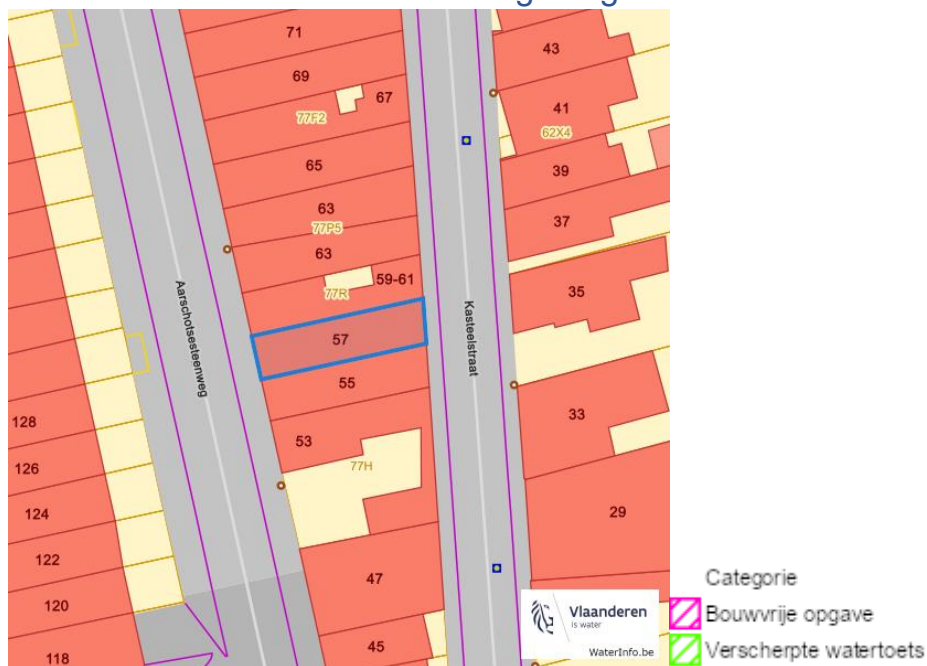 71
43
69
67
41
77F2
62X4
65
39
63
37
77P5
63
59-61
77R
35
Aarschotsesteenweg
Kasteelstraat
57
55
33
128
53
126
77H
29
124
122
47
120
45
118
Vlaanderen
is water
WaterInfo.be
Categorie
Bouwvrije opgave
Verscherpte watertoets